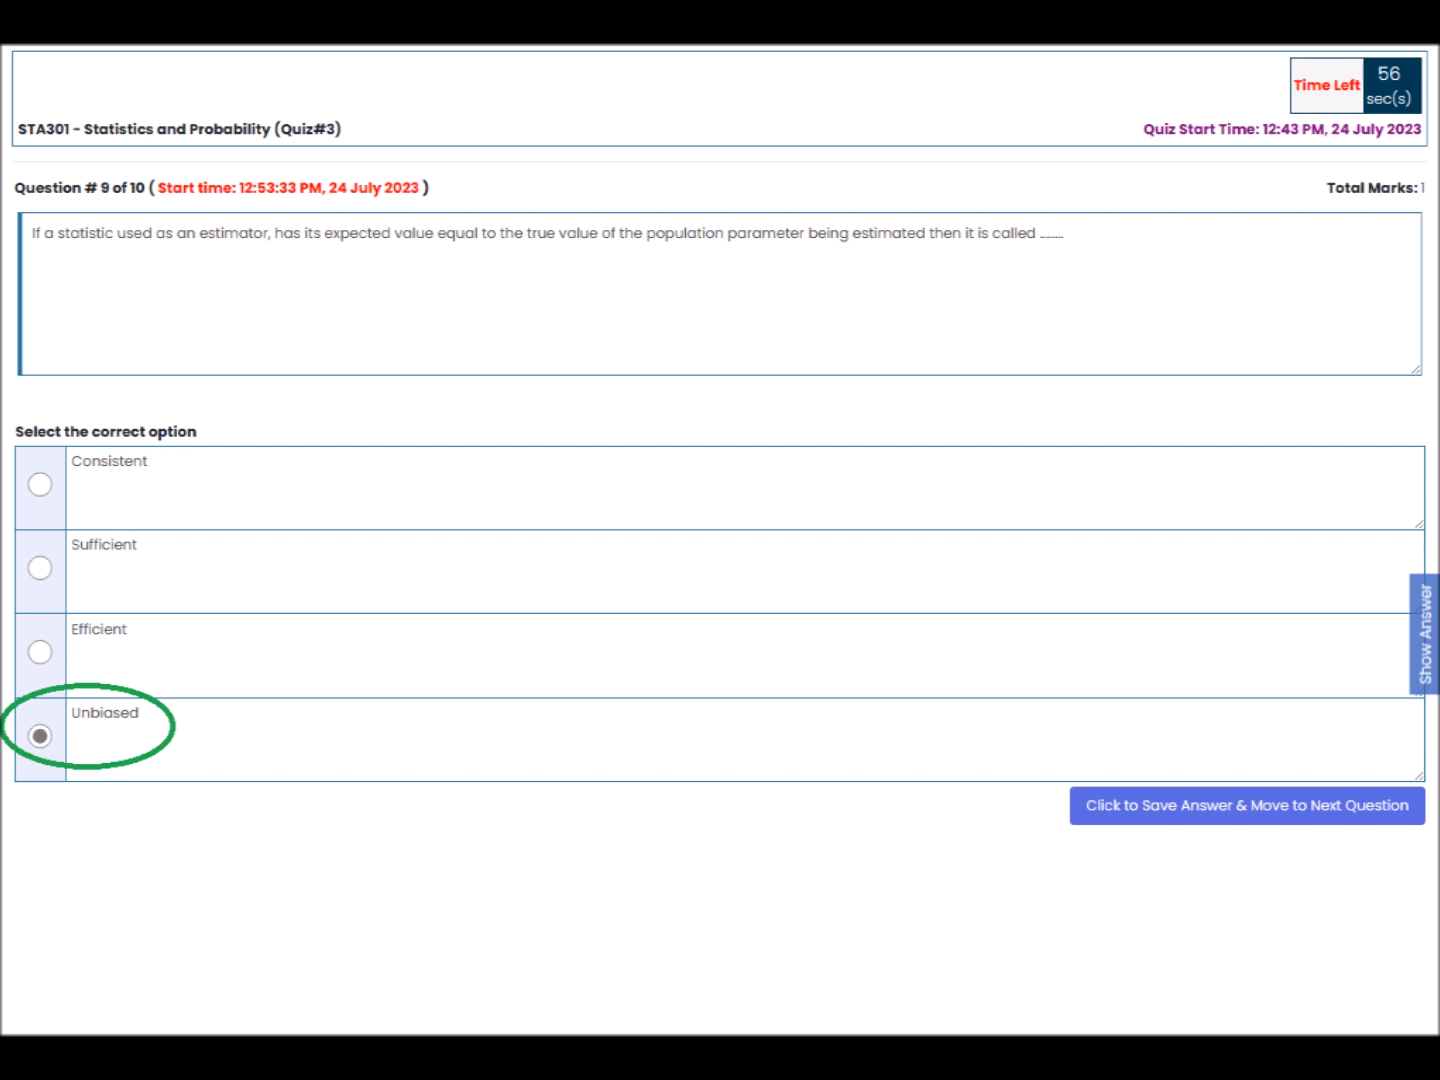 Time Left
56
sec(s)
STA301 - Statistics and Probability (Quiz#3)
Quiz Start Time: 12:43 PM, 24 July 2023
Question # 9 of 10 ( Start time: 12:53:33 PM, 24 July 2023 )
Total Marks: 1
If a statistic used as an estimator, has its expected value equal to the true value of the population parameter being estimated then it is called ........
Select the correct option
Consistent
Sufficient
Efficient
Unbiased
Show Answer
Click to Save Answer & Move to Next Question